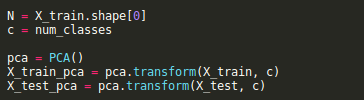 N = X_train.shape[0]
c = num_classes

pca = PCA()
X_train_pca = pca.transform(X_train, c)
X_test_pca = pca.transform(X_test, c)